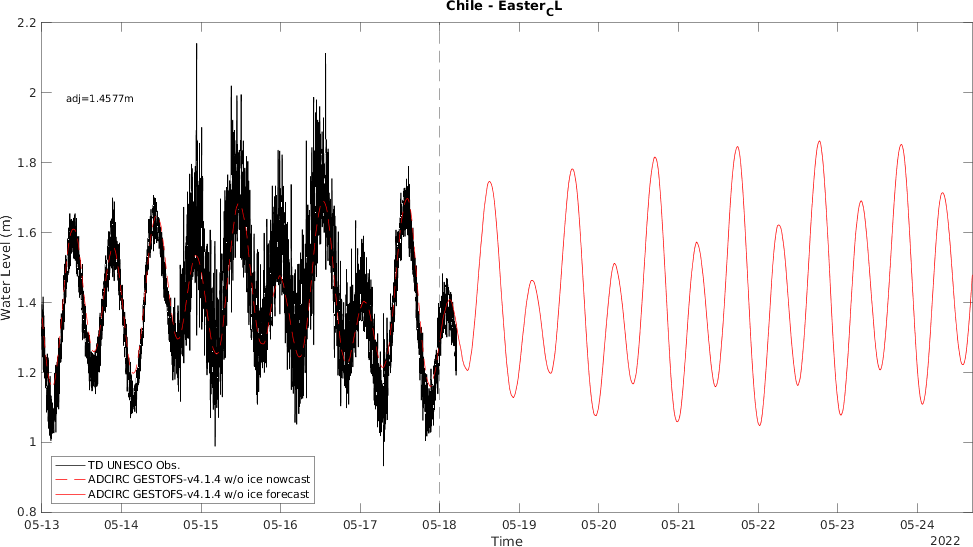 Chile - Easter_CL
2.2
2
1.8
1.6
1.4
1.2
1
0.8
Water Level (m)
adj=1.4577m
TD UNESCO Obs.
ADCIRC GESTOFS-v4.1.4 w/o ice nowcast
ADCIRC GESTOFS-v4.1.4 w/o ice forecast
05-13 05-14 05-15 05-16 05-17 05-18 05-19 05-20 05-21 05-22 05-23 05-24
Time
2022